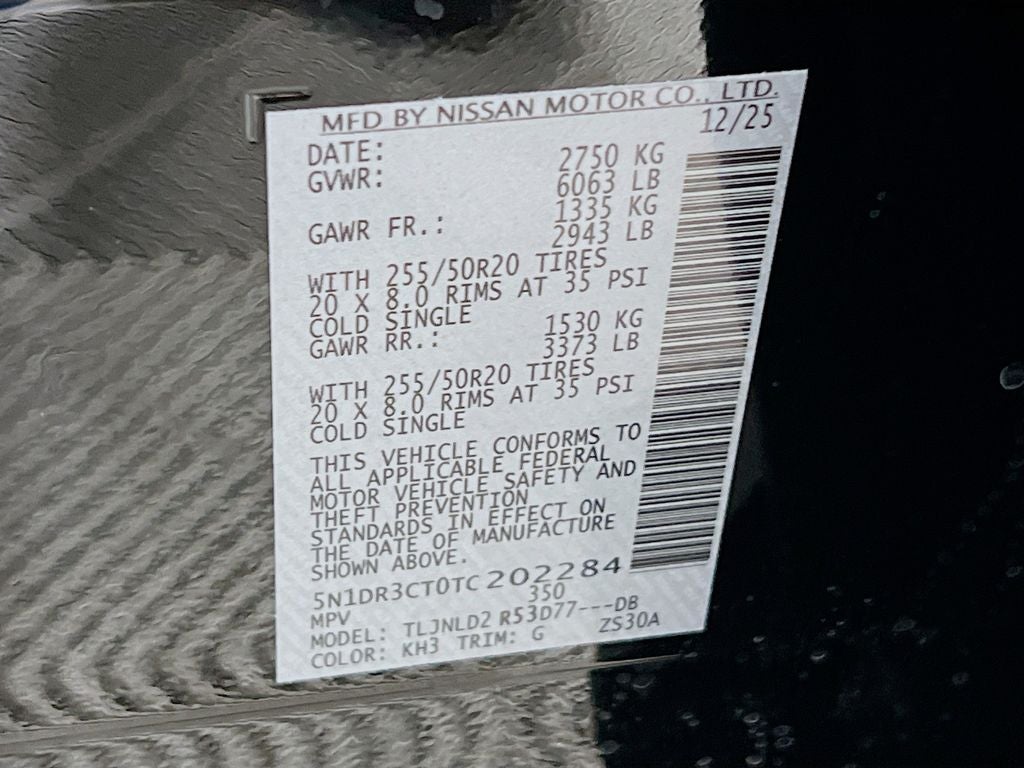 MFD BY NISSAN MOTOR CO., LTD.
DATE: 12/25
GVWR: 2750 KG
6063 LB
GAWR FR.: 1335 KG
2943 LB
WITH 255/50R20 TIRES
20 X 8.0 RIMS AT 35 PSI
COLD SINGLE
GAWR RR.: 1530 KG
3373 LB
WITH 255/50R20 TIRES
20 X 8.0 RIMS AT 35 PSI
COLD SINGLE
THIS VEHICLE CONFORMS TO
ALL APPLICABLE FEDERAL
MOTOR VEHICLE SAFETY AND
THEFT PREVENTION
STANDARDS IN EFFECT ON
THE DATE OF MANUFACTURE
SHOWN ABOVE.
5N1DR3CT0TC202284
MPV 350
MODEL: TLJNLD2 R53D77---DB
COLOR: KH3 TRIM: G ZS30A